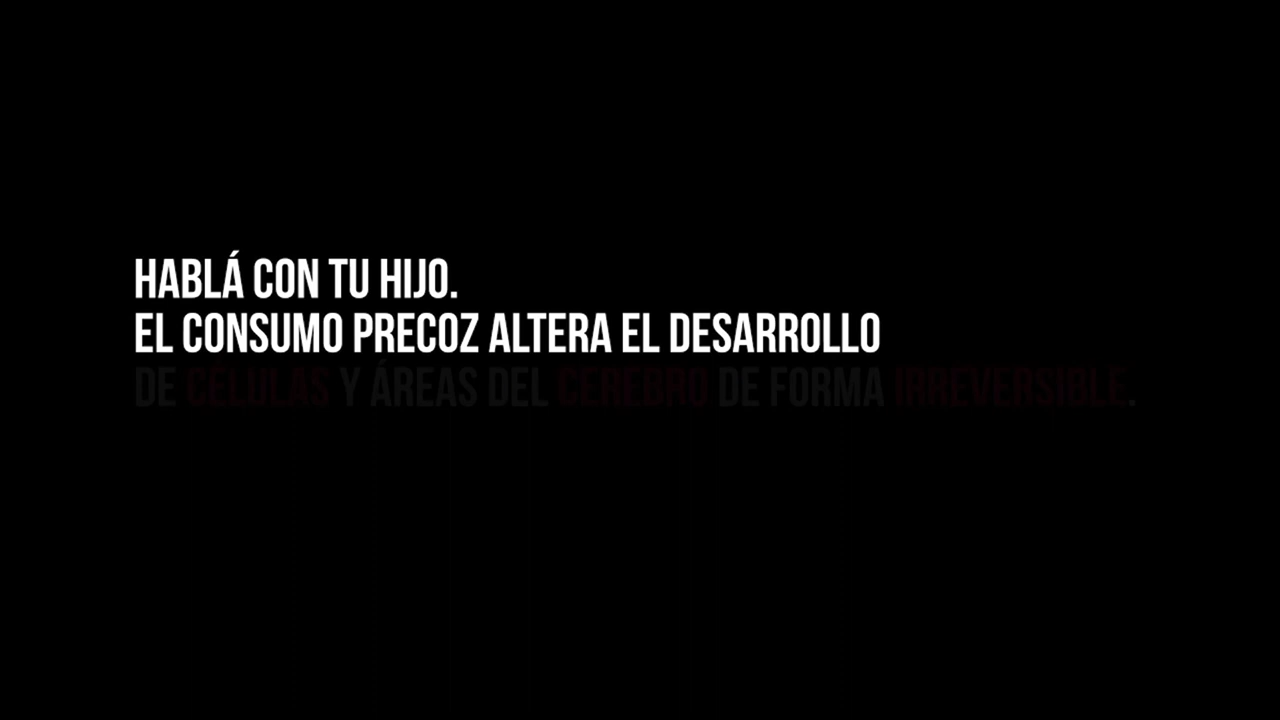 HABLÁ CON TU HIJO.
EL CONSUMO PRECOZ ALTERA EL DESARROLLO
DE CÉLULAS Y ÁREAS DEL CEREBRO DE FORMA IRREVERSIBLE.